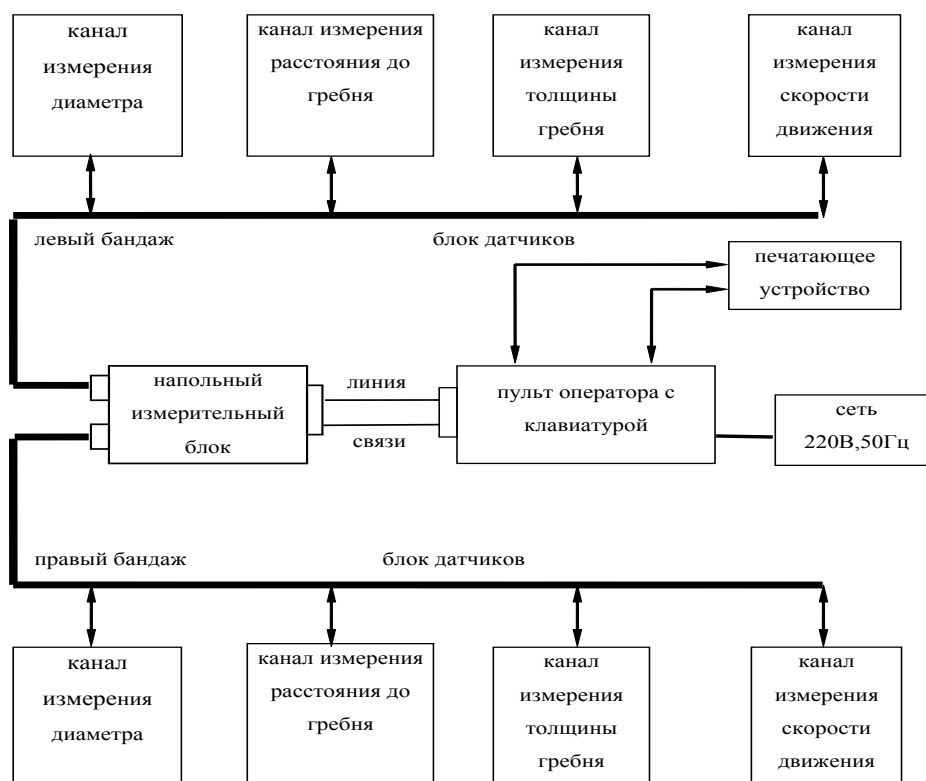 канал
измерения
диаметра
канал измерения
расстояния до
гребня
канал
измерения
толщины
гребня
канал
измерения
скорости
движения
левый бандаж
блок датчиков
печатающее
устройство
напольный
измерительный
блок
линия
связи
пульт оператора с
клавиатурой
сеть
220В,50Гц
правый бандаж
блок датчиков
канал
измерения
диаметра
канал измерения
расстояния до
гребня
канал
измерения
толщины
гребня
канал
измерения
скорости
движения